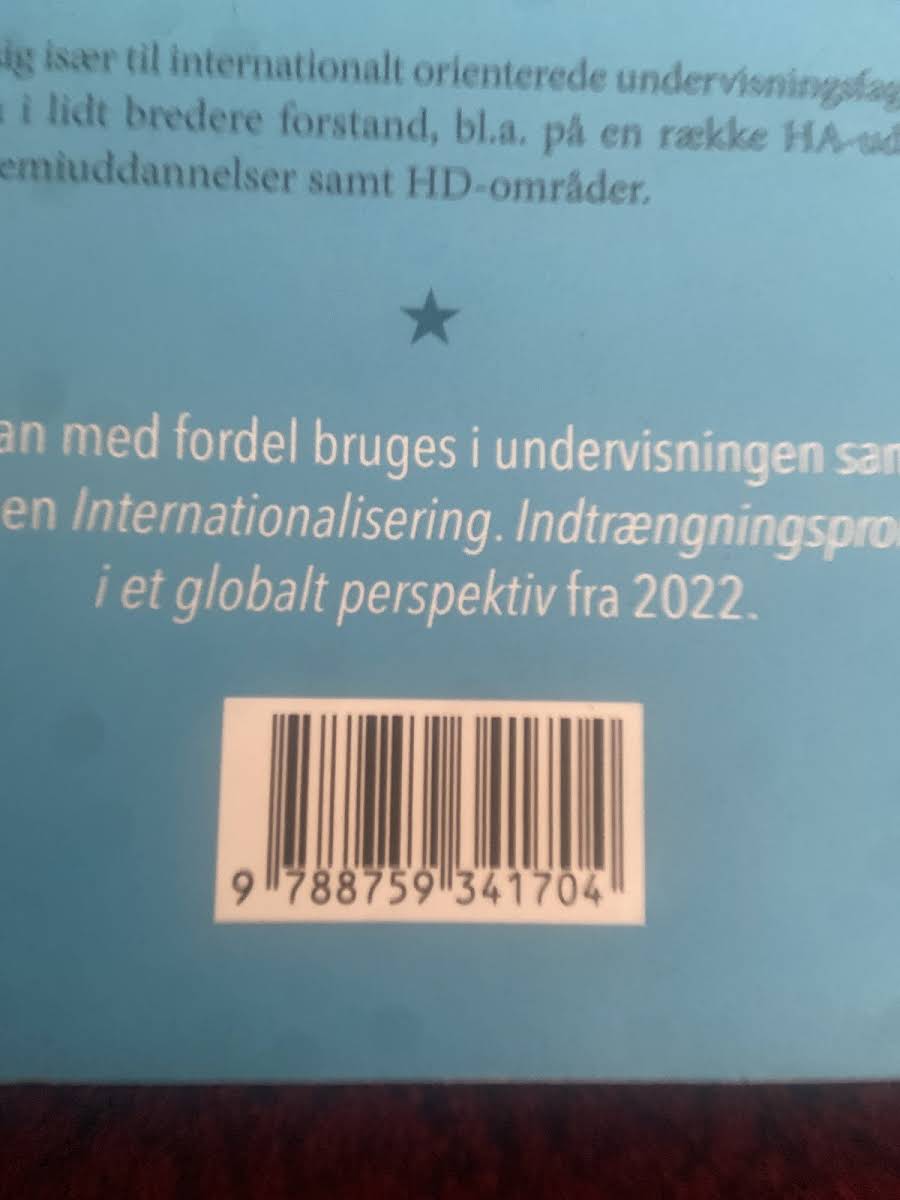 sig især til internationalt orienterede undervisningsfag
i lidt bredere forstand, bl.a. på en række HA-ud
emiuddannelser samt HD-områder.
an med fordel bruges i undervisningen sam
en Internationalisering. Indtrængningspro
i et globalt perspektiv fra 2022.
9 788759 341704